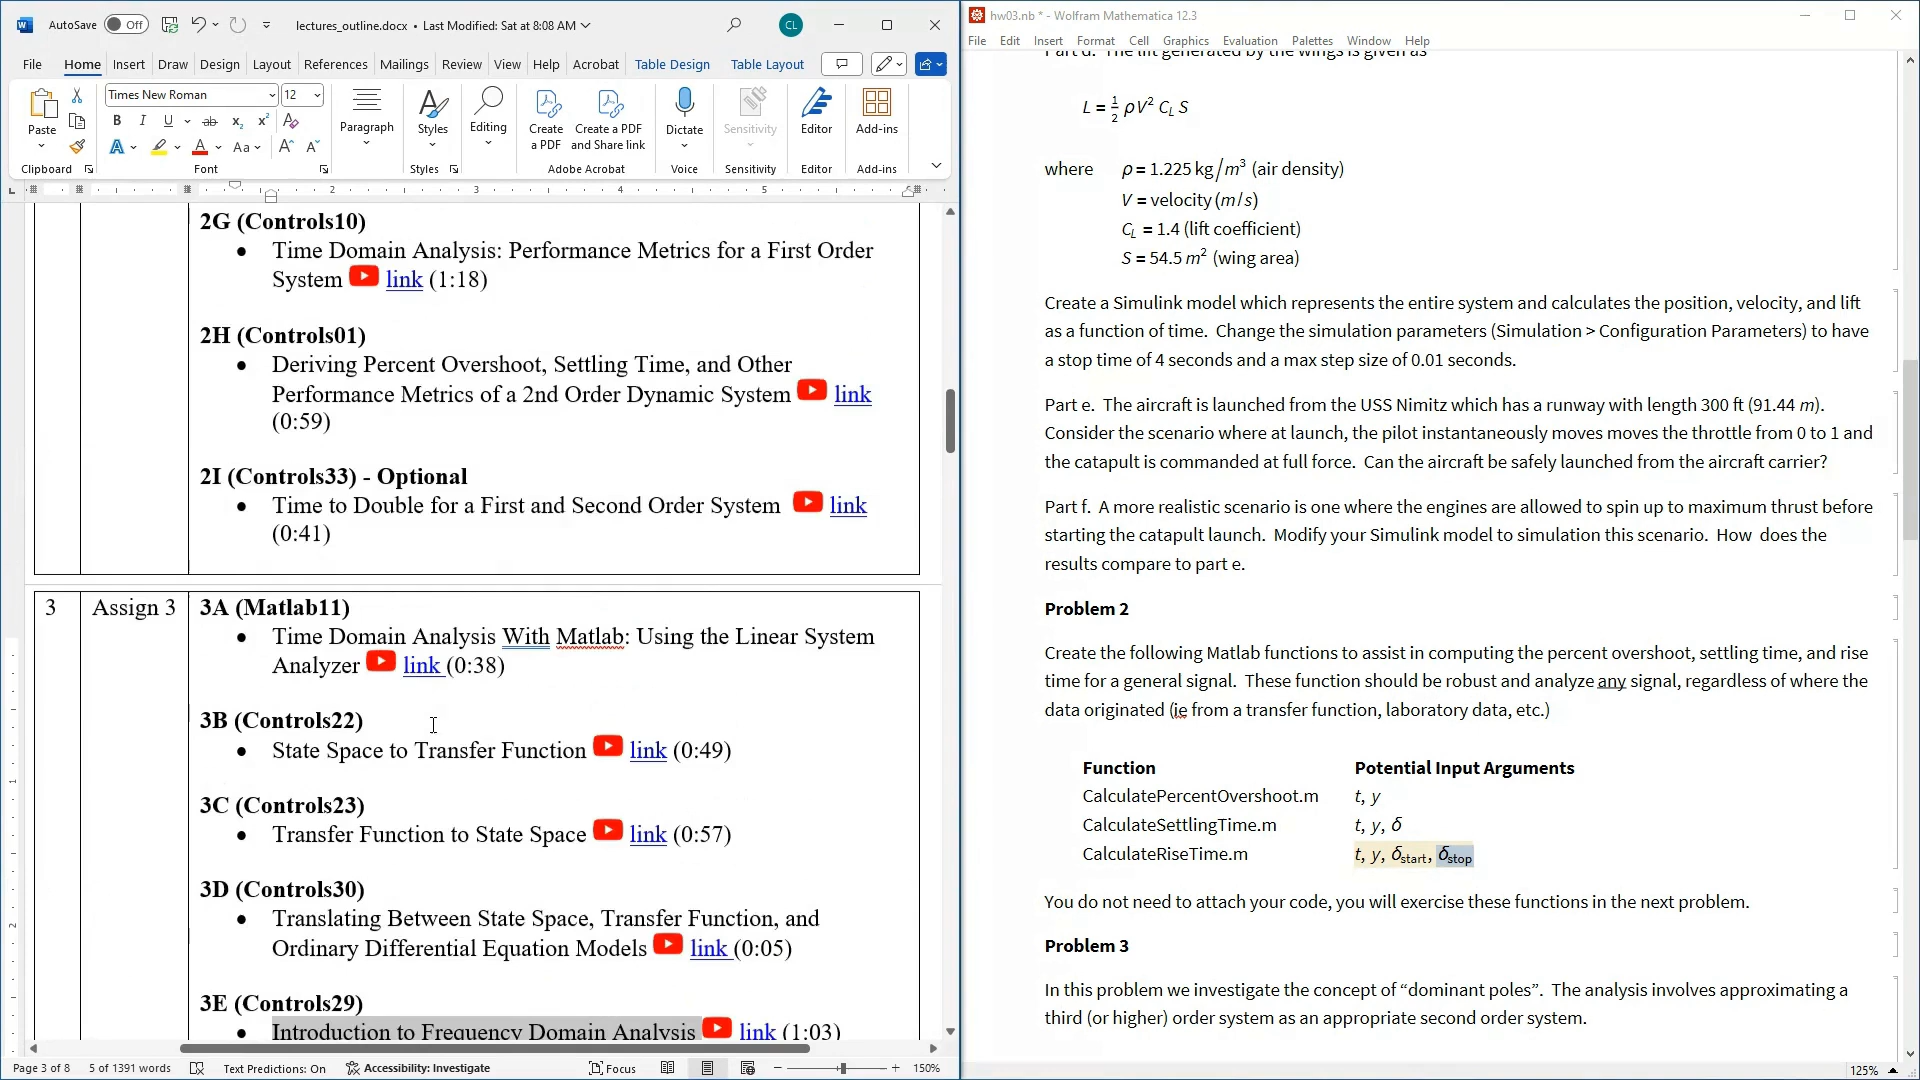 AutoSave Off lectures_outline.docx • Last Modified: Sat at 8:08 AM CL
File Home Insert Draw Design Layout References Mailings Review View Help Acrobat Table Design Table Layout
Times New Roman 12
Paste Paragraph Styles Editing Create a PDF Create a PDF and Share link Dictate Sensitivity Editor Add-ins
Clipboard Font Styles Adobe Acrobat Voice Sensitivity Editor Add-ins
2G (Controls10)
• Time Domain Analysis: Performance Metrics for a First Order
System link (1:18)
2H (Controls01)
• Deriving Percent Overshoot, Settling Time, and Other
Performance Metrics of a 2nd Order Dynamic System link
(0:59)
2I (Controls33) - Optional
• Time to Double for a First and Second Order System link
(0:41)
3 Assign 3 3A (Matlab11)
• Time Domain Analysis With Matlab: Using the Linear System
Analyzer link (0:38)
3B (Controls22)
• State Space to Transfer Function link (0:49)
3C (Controls23)
• Transfer Function to State Space link (0:57)
3D (Controls30)
• Translating Between State Space, Transfer Function, and
Ordinary Differential Equation Models link (0:05)
3E (Controls29)
• Introduction to Frequency Domain Analysis link (1:03)
Page 3 of 8 5 of 1391 words Text Predictions: On Accessibility: Investigate Focus 150%
hw03.nb * - Wolfram Mathematica 12.3
File Edit Insert Format Cell Graphics Evaluation Palettes Window Help
Part d. The lift generated by the wings is given as
L = 1/2 ρV² C_L S
where ρ = 1.225 kg/m³ (air density)
V = velocity (m/s)
C_L = 1.4 (lift coefficient)
S = 54.5 m² (wing area)
Create a Simulink model which represents the entire system and calculates the position, velocity, and lift
as a function of time. Change the simulation parameters (Simulation > Configuration Parameters) to have
a stop time of 4 seconds and a max step size of 0.01 seconds.
Part e. The aircraft is launched from the USS Nimitz which has a runway with length 300 ft (91.44 m).
Consider the scenario where at launch, the pilot instantaneously moves moves the throttle from 0 to 1 and
the catapult is commanded at full force. Can the aircraft be safely launched from the aircraft carrier?
Part f. A more realistic scenario is one where the engines are allowed to spin up to maximum thrust before
starting the catapult launch. Modify your Simulink model to simulation this scenario. How does the
results compare to part e.
Problem 2
Create the following Matlab functions to assist in computing the percent overshoot, settling time, and rise
time for a general signal. These function should be robust and analyze any signal, regardless of where the
data originated (ie from a transfer function, laboratory data, etc.)
Function Potential Input Arguments
CalculatePercentOvershoot.m t, y
CalculateSettlingTime.m t, y, δ
CalculateRiseTime.m t, y, δstart, δstop
You do not need to attach your code, you will exercise these functions in the next problem.
Problem 3
In this problem we investigate the concept of “dominant poles”. The analysis involves approximating a
third (or higher) order system as an appropriate second order system.
125%